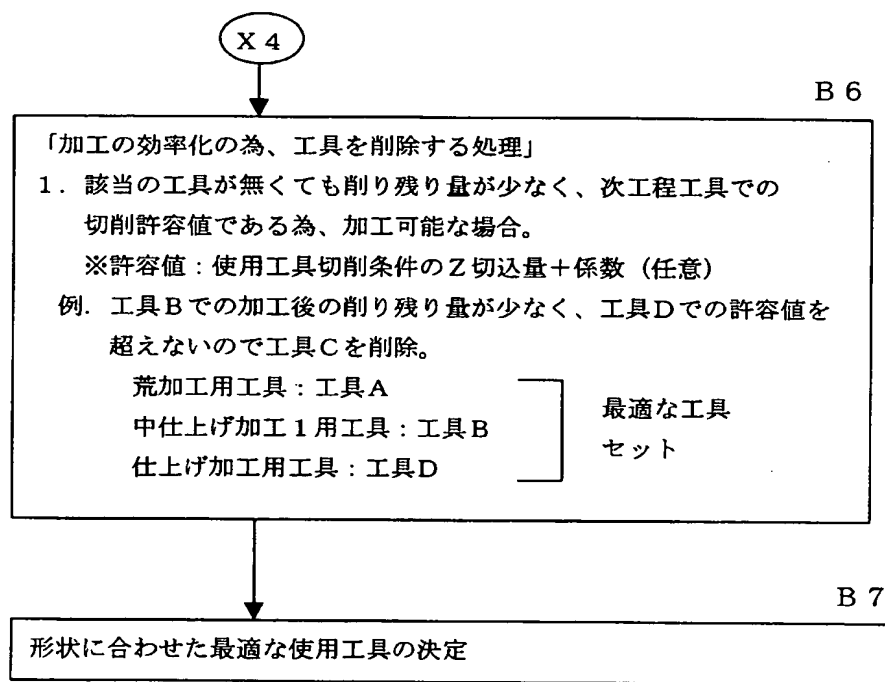 X4
B6
「加工の効率化の為、工具を削除する処理」
1. 該当の工具が無くても削り残り量が少なく、次工程工具での
切削許容値である為、加工可能な場合。
※許容値：使用工具切削条件のZ切込量＋係数（任意）
例. 工具Bでの加工後の削り残り量が少なく、工具Dでの許容値を
超えないので工具Cを削除。
荒加工用工具：工具A
中仕上げ加工1用工具：工具B
仕上げ加工用工具：工具D
最適な工具
セット
B7
形状に合わせた最適な使用工具の決定